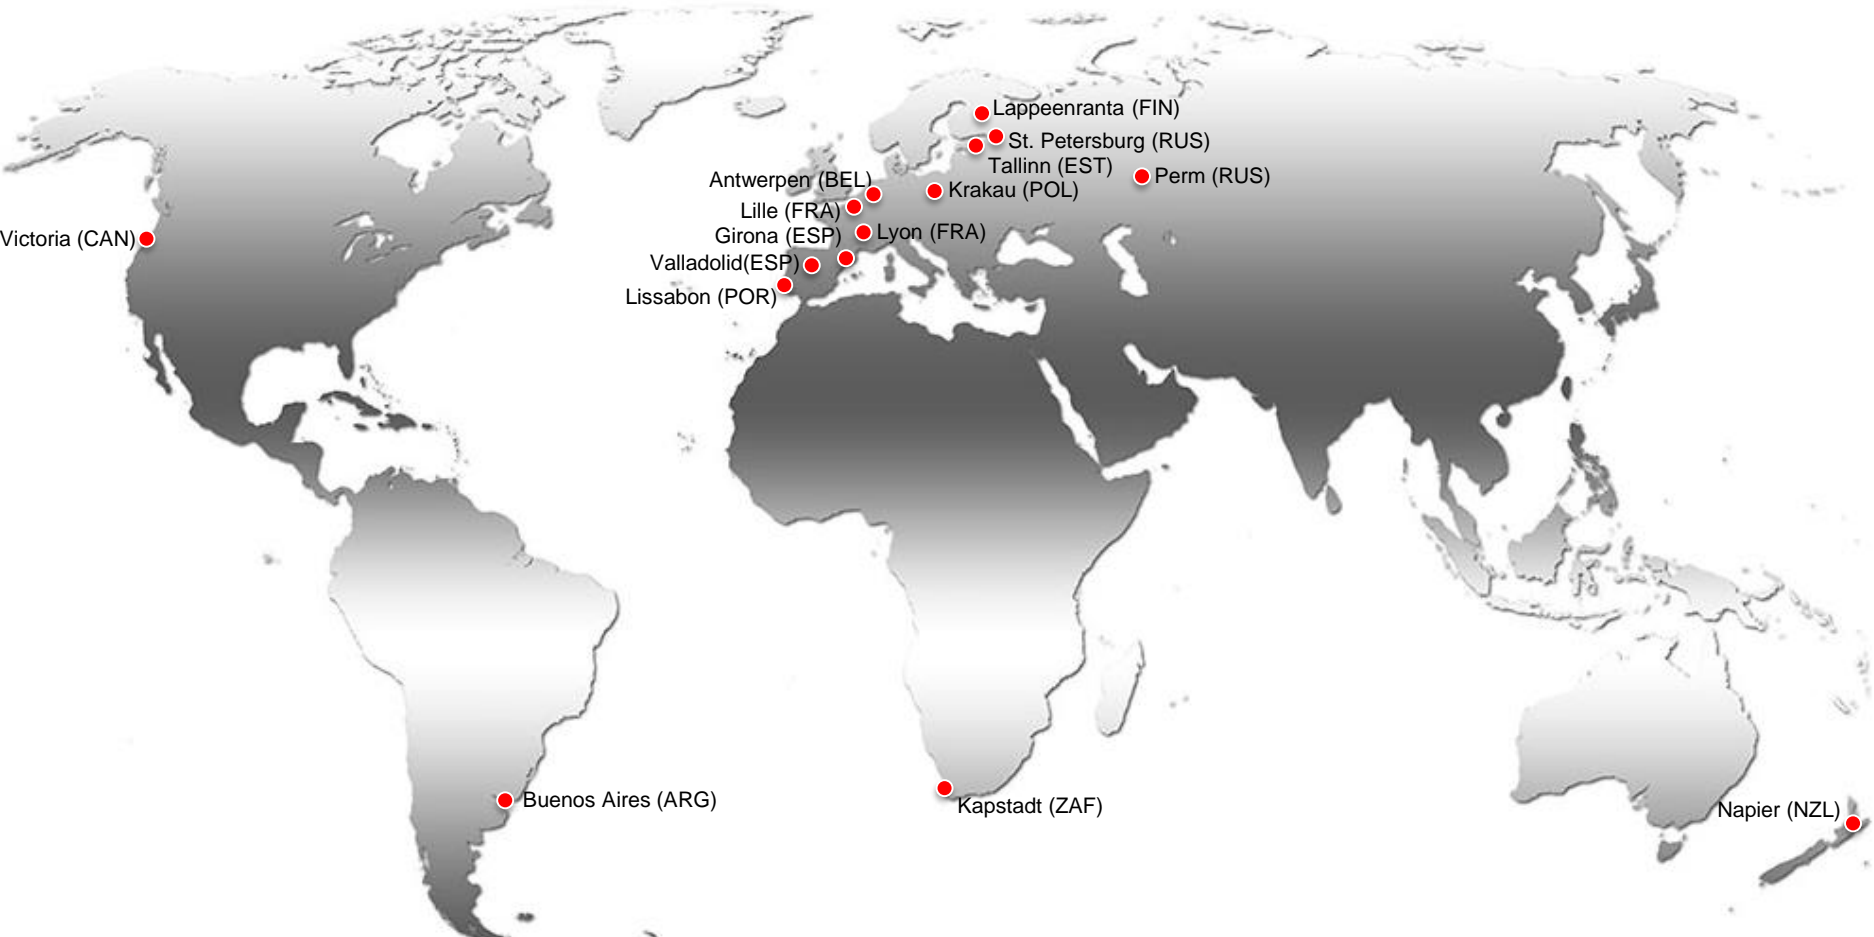 Lappeenranta (FIN)
St. Petersburg (RUS)
Tallinn (EST)
Perm (RUS)
Antwerpen (BEL)
Krakau (POL)
Lille (FRA)
Lyon (FRA)
Girona (ESP)
Victoria (CAN)
Valladolid(ESP)
Lissabon (POR)
Buenos Aires (ARG)
Kapstadt (ZAF)
Napier (NZL)